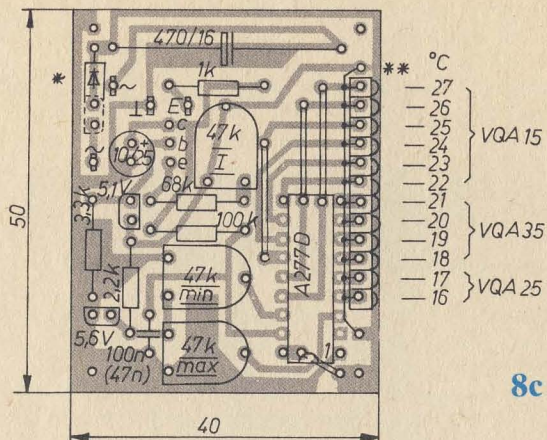 470/16
*
~
1k
**
°C
⊥
E
c
b
e
~
10/25
+
47k
I
68k
100k
5,1V
3,3k
2,2k
47k
min
47k
max
5,6V
100n
(47n)
A277D
1
— 27
— 26
— 25
— 24
— 23
— 22
— 21
— 20
— 19
— 18
— 17
— 16
VQA 15
VQA 35
VQA 25
50
40
8c